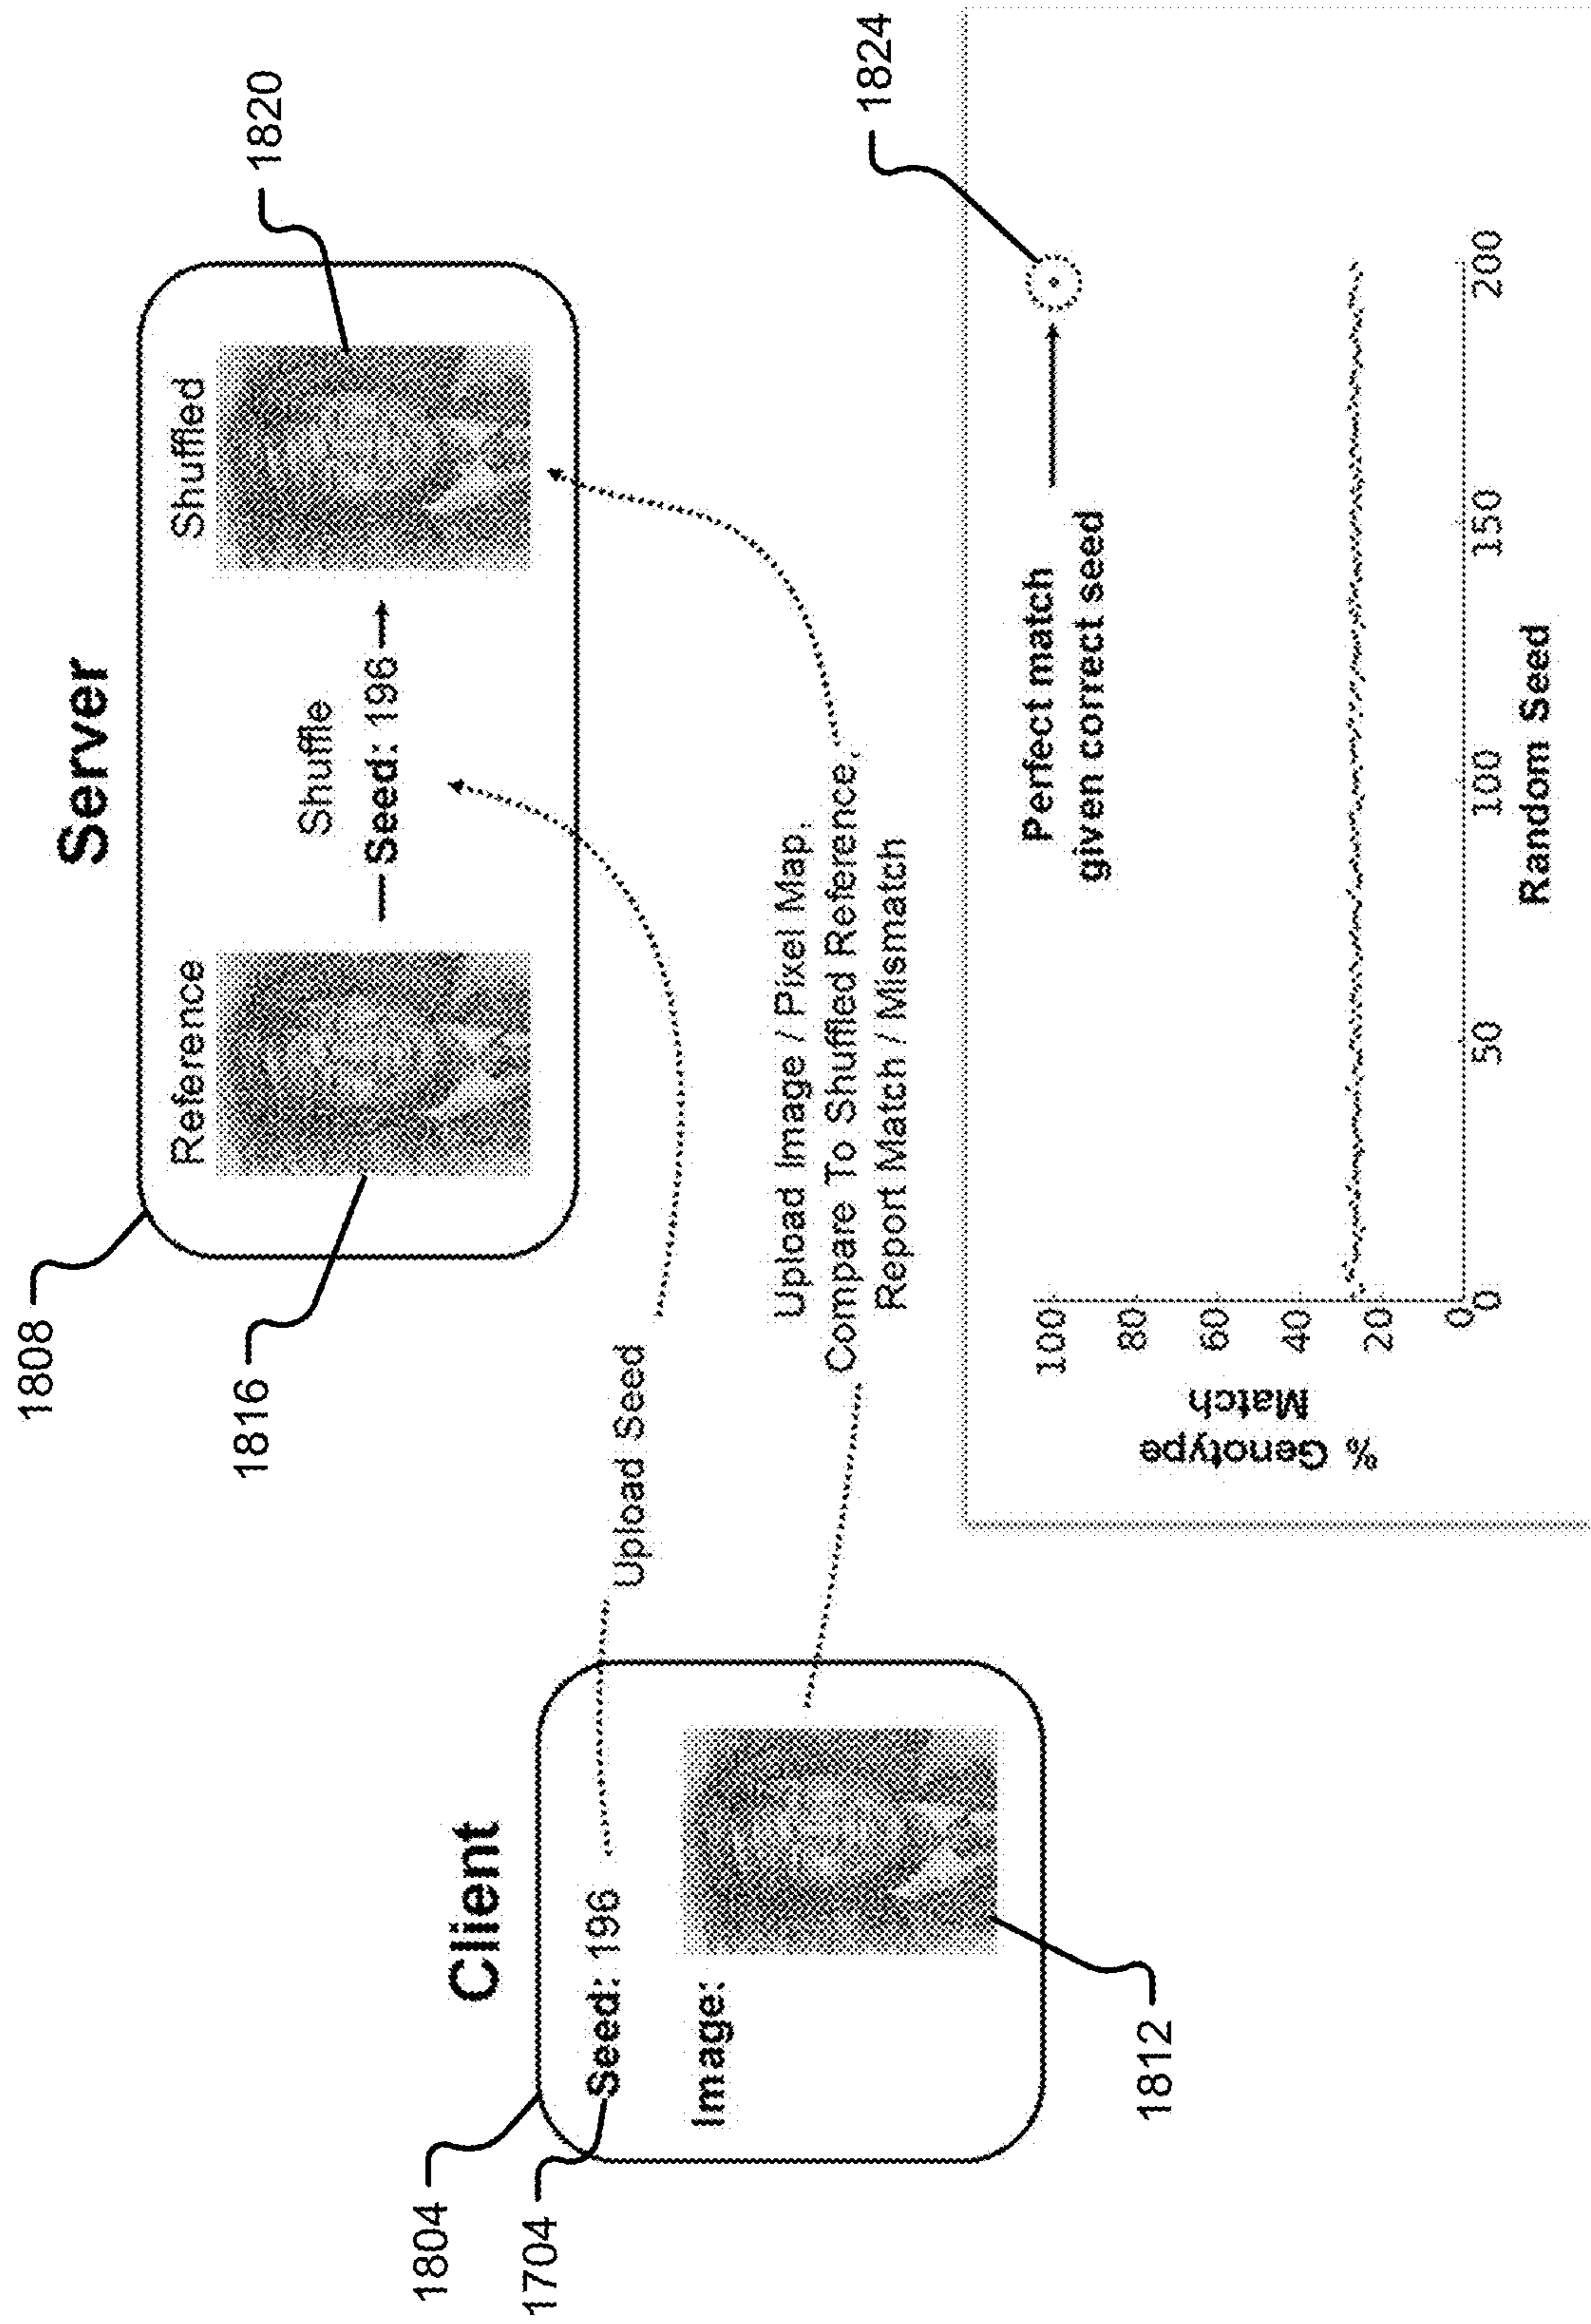 Client
1804
1704
Seed: 196
Image:
1812
Upload Seed
Upload Image / Pixel Map,
Compare To Shuffled Reference,
Report Match / Mismatch
Server
1808
1816
Reference
Shuffle
Seed: 196
Shuffled
1820
% Genotype
Match
100
80
60
40
20
0
0
50
100
150
200
Random Seed
Perfect match
given correct seed
1824